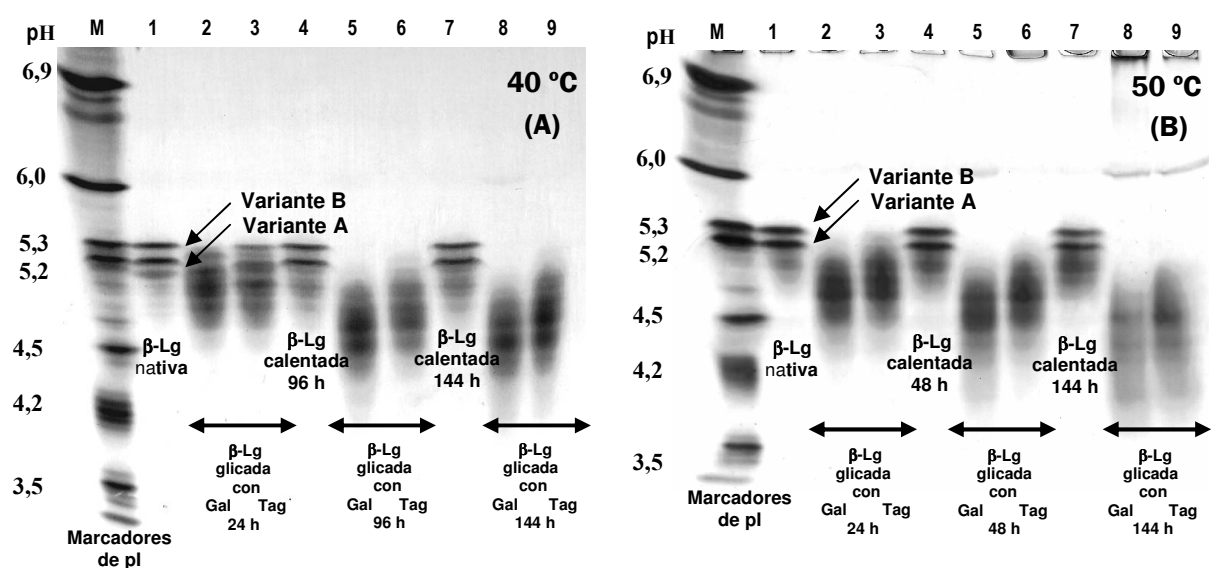 pH M 1 2 3 4 5 6 7 8 9
6,9
40 ºC
(A)
6,0
Variante B
Variante A
5,3
5,2
4,5
4,2
3,5
β-Lg
nativa
β-Lg
calentada
96 h
β-Lg
calentada
144 h
β-Lg
glicada
con
Gal Tag
24 h
β-Lg
glicada
con
Gal Tag
96 h
β-Lg
glicada
con
Gal Tag
144 h
Marcadores
de pI
pH M 1 2 3 4 5 6 7 8 9
6,9
50 ºC
(B)
6,0
Variante B
Variante A
5,3
5,2
4,5
4,2
3,5
β-Lg
nativa
β-Lg
calentada
48 h
β-Lg
calentada
144 h
β-Lg
glicada
con
Gal Tag
24 h
β-Lg
glicada
con
Gal Tag
48 h
β-Lg
glicada
con
Gal Tag
144 h
Marcadores
de pI